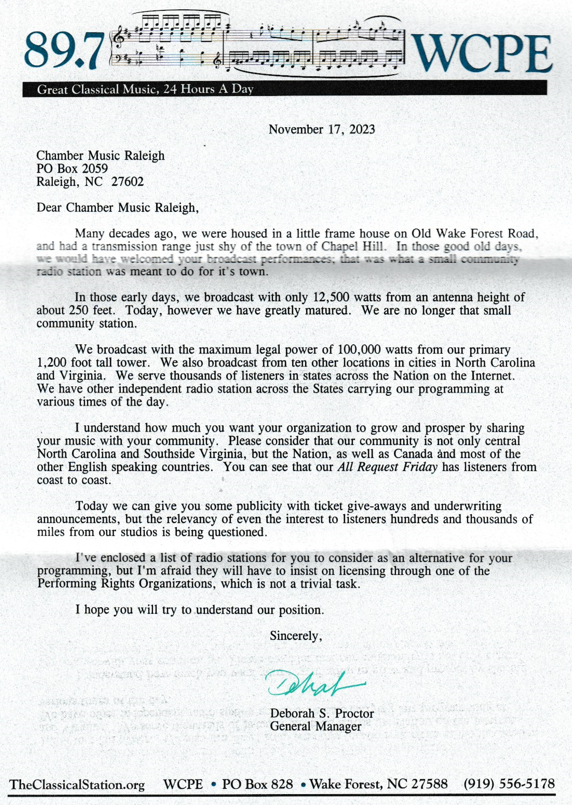 89.7 WCPE
Great Classical Music, 24 Hours A Day
November 17, 2023
Chamber Music Raleigh
PO Box 2059
Raleigh, NC 27602
Dear Chamber Music Raleigh,
Many decades ago, we were housed in a little frame house on Old Wake Forest Road,
and had a transmission range just shy of the town of Chapel Hill. In those good old days,
we would have welcomed your broadcast performances; that was what a small community
radio station was meant to do for it's town.
In those early days, we broadcast with only 12,500 watts from an antenna height of
about 250 feet. Today, however we have greatly matured. We are no longer that small
community station.
We broadcast with the maximum legal power of 100,000 watts from our primary
1,200 foot tall tower. We also broadcast from ten other locations in cities in North Carolina
and Virginia. We serve thousands of listeners in states across the Nation on the Internet.
We have other independent radio station across the States carrying our programming at
various times of the day.
I understand how much you want your organization to grow and prosper by sharing
your music with your community. Please consider that our community is not only central
North Carolina and Southside Virginia, but the Nation, as well as Canada and most of the
other English speaking countries. You can see that our All Request Friday has listeners from
coast to coast.
Today we can give you some publicity with ticket give-aways and underwriting
announcements, but the relevancy of even the interest to listeners hundreds and thousands of
miles from our studios is being questioned.
I've enclosed a list of radio stations for you to consider as an alternative for your
programming, but I'm afraid they will have to insist on licensing through one of the
Performing Rights Organizations, which is not a trivial task.
I hope you will try to understand our position.
Sincerely,
Deborah S. Proctor
General Manager
TheClassicalStation.org WCPE • PO Box 828 • Wake Forest, NC 27588 (919) 556-5178